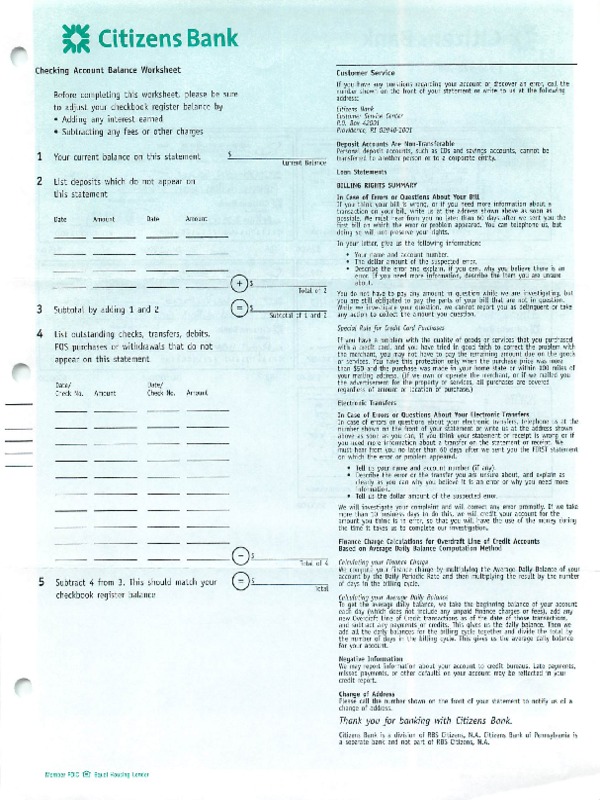 Citizens Bank
Checking Account Balance Worksheet
Before completing this worksheet, please be sure
to adjust your checkbook register balance by
• Adding any interest earned
• Subtracting any fees or other charges
1 Your current balance on this statement $
Current Balance
2 List deposits which do not appear on
this statement
Date Amount Date Amount
+ $
Total of 2
3 Subtotal by adding 1 and 2 = $
Subtotal of 1 and 2
4 List outstanding checks, transfers, debits,
POS purchases or withdrawals that do not
appear on this statement
Date/ Date/
Check No. Amount Check No. Amount
− $
Total of 4
5 Subtract 4 from 3. This should match your = $
Total
checkbook register balance
Customer Service
If you have any questions regarding your account or discover an error, call the
number shown on the front of your statement or write to us at the following
address:
Citizens Bank
Customer Service Center
P.O. Box 42001
Providence, RI 02940-2001
Deposit Accounts Are Non-Transferable
Personal deposit accounts, such as CDs and savings accounts, cannot be
transferred to another person or to a corporate entity.
Loan Statements
BILLING RIGHTS SUMMARY
In Case of Errors or Questions About Your Bill
If you think your bill is wrong, or if you need more information about a
transaction on your bill, write us at the address shown above as soon as
possible. We must hear from you no later than 60 days after we sent you the
first bill on which the error or problem appeared. You can telephone us, but
doing so will not preserve your rights.
In your letter, give us the following information:
• Your name and account number.
• The dollar amount of the suspected error.
• Describe the error and explain, if you can, why you believe there is an
error. If you need more information, describe the item you are unsure
about.
You do not have to pay any amount in question while we are investigating, but
you are still obligated to pay the parts of your bill that are not in question.
While we investigate your question, we cannot report you as delinquent or take
any action to collect the amount you question.
Special Rule for Credit Card Purchases
If you have a problem with the quality of goods or services that you purchased
with a credit card, and you have tried in good faith to correct the problem with
the merchant, you may not have to pay the remaining amount due on the goods
or services. You have this protection only when the purchase price was more
than $50 and the purchase was made in your home state or within 100 miles of
your mailing address. (If we own or operate the merchant, or if we mailed you
the advertisement for the property or services, all purchases are covered
regardless of amount or location of purchase.)
Electronic Transfers
In Case of Errors or Questions About Your Electronic Transfers
In case of errors or questions about your electronic transfers, telephone us at the
number shown on the front of your statement or write us at the address shown
above as soon as you can, if you think your statement or receipt is wrong or if
you need more information about a transfer on the statement or receipt. We
must hear from you no later than 60 days after we sent you the FIRST statement
on which the error or problem appeared.
• Tell us your name and account number (if any).
• Describe the error or the transfer you are unsure about, and explain as
clearly as you can why you believe it is an error or why you need more
information.
• Tell us the dollar amount of the suspected error.
We will investigate your complaint and will correct any error promptly. If we take
more than 10 business days to do this, we will credit your account for the
amount you think is in error, so that you will have the use of the money during
the time it takes us to complete our investigation.
Finance Charge Calculations for Overdraft Line of Credit Accounts
Based on Average Daily Balance Computation Method
Calculating your Finance Charge
We compute your finance charge by multiplying the Average Daily Balance of your
account by the Daily Periodic Rate and then multiplying the result by the number
of days in the billing cycle.
Calculating your Average Daily Balance
To get the average daily balance, we take the beginning balance of your account
each day (which does not include any unpaid finance charges or fees), add any
new Overdraft Line of Credit transactions as of the date of those transactions,
and subtract any payments or credits. This gives us the daily balance. Then we
add all the daily balances for the billing cycle together and divide the total by
the number of days in the billing cycle. This gives us the average daily balance
for your account.
Negative Information
We may report information about your account to credit bureaus. Late payments,
missed payments, or other defaults on your account may be reflected in your
credit report.
Change of Address
Please call the number shown on the front of your statement to notify us of a
change of address.
Thank you for banking with Citizens Bank.
Citizens Bank is a division of RBS Citizens, N.A. Citizens Bank of Pennsylvania is
a separate bank and not part of RBS Citizens, N.A.
Member FDIC Equal Housing Lender